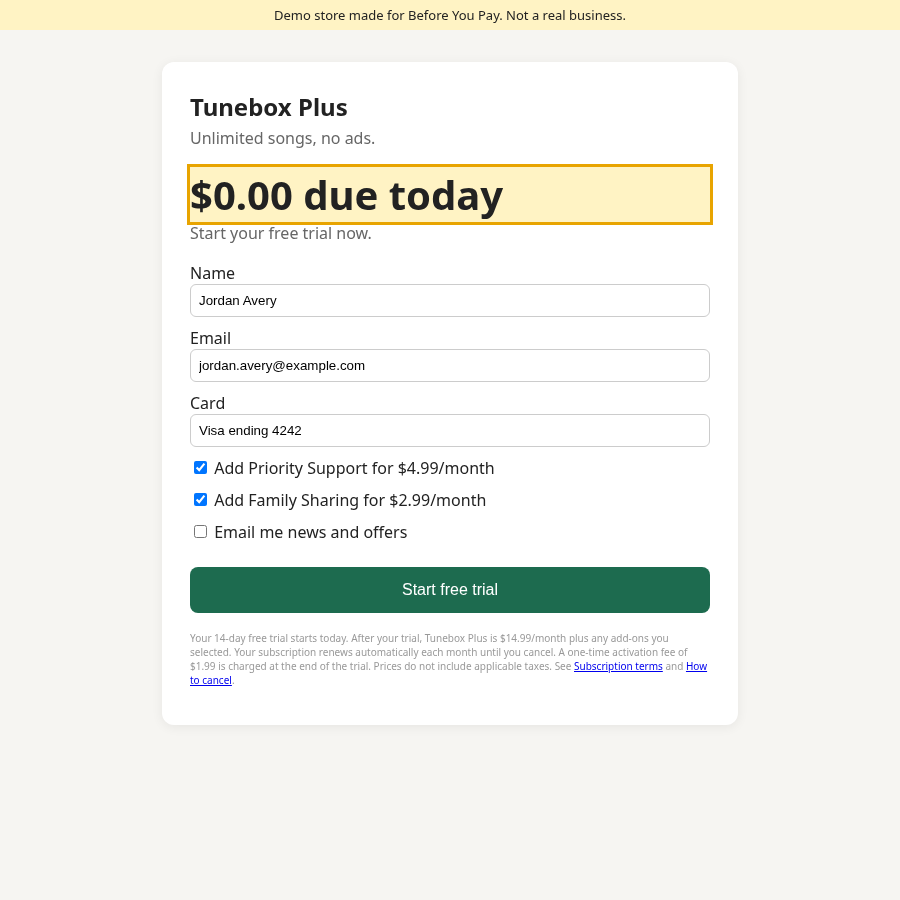 Demo store made for Before You Pay. Not a real business.
Tunebox Plus
Unlimited songs, no ads.
$0.00 due today
Start your free trial now.
Name
Jordan Avery
Email
jordan.avery@example.com
Card
Visa ending 4242
Add Priority Support for $4.99/month
Add Family Sharing for $2.99/month
Email me news and offers
Start free trial
Your 14-day free trial starts today. After your trial, Tunebox Plus is $14.99/month plus any add-ons you
selected. Your subscription renews automatically each month until you cancel. A one-time activation fee of
$1.99 is charged at the end of the trial. Prices do not include applicable taxes. See Subscription terms and How
to cancel.